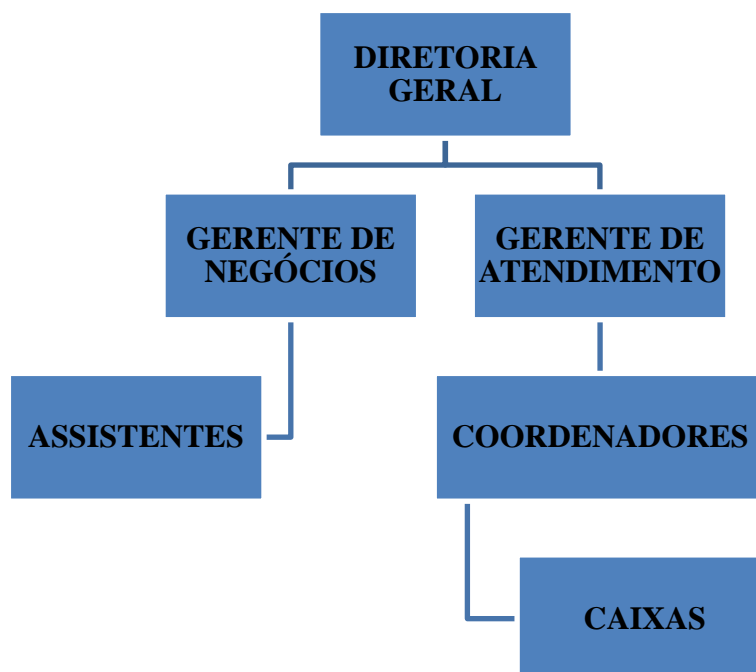 DIRETORIA
GERAL
GERENTE DE
NEGÓCIOS
GERENTE DE
ATENDIMENTO
ASSISTENTES
COORDENADORES
CAIXAS